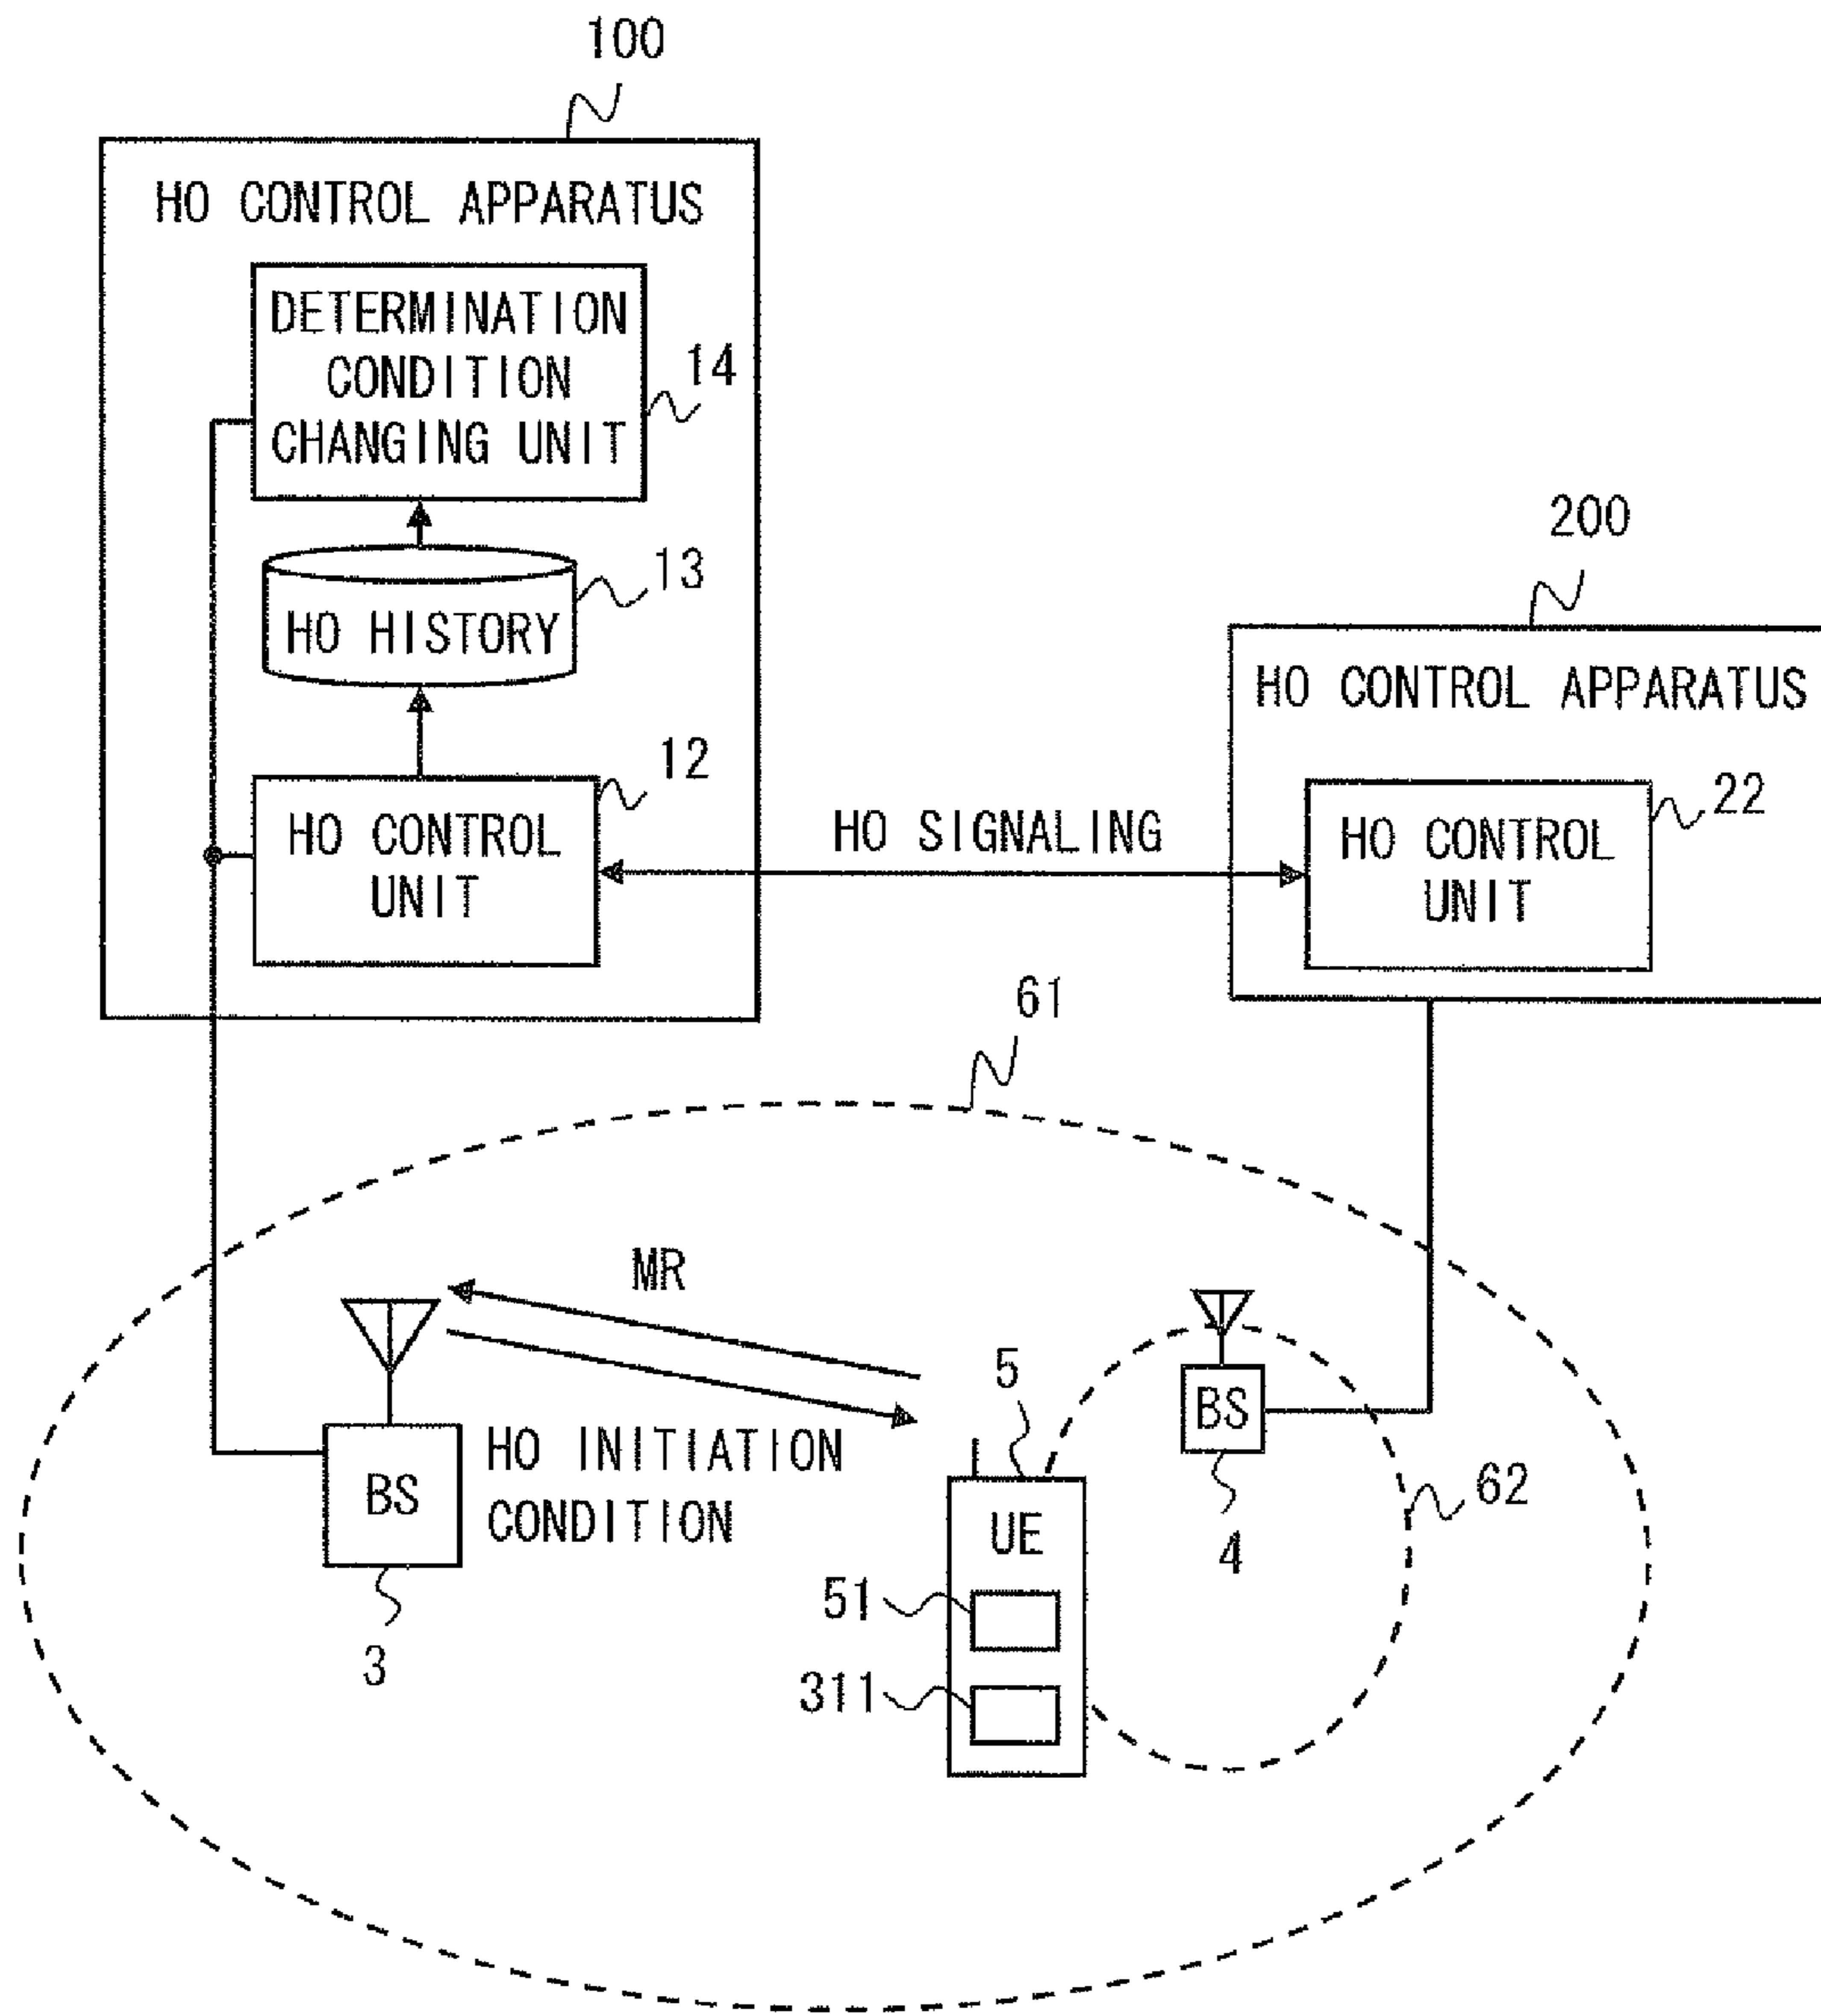 100
HO CONTROL APPARATUS
DETERMINATION
CONDITION
CHANGING UNIT
14
13
HO HISTORY
12
HO CONTROL
UNIT
HO SIGNALING
200
HO CONTROL APPARATUS
22
HO CONTROL
UNIT
61
MR
HO INITIATION
CONDITION
BS
3
5
UE
51
311
BS
4
62